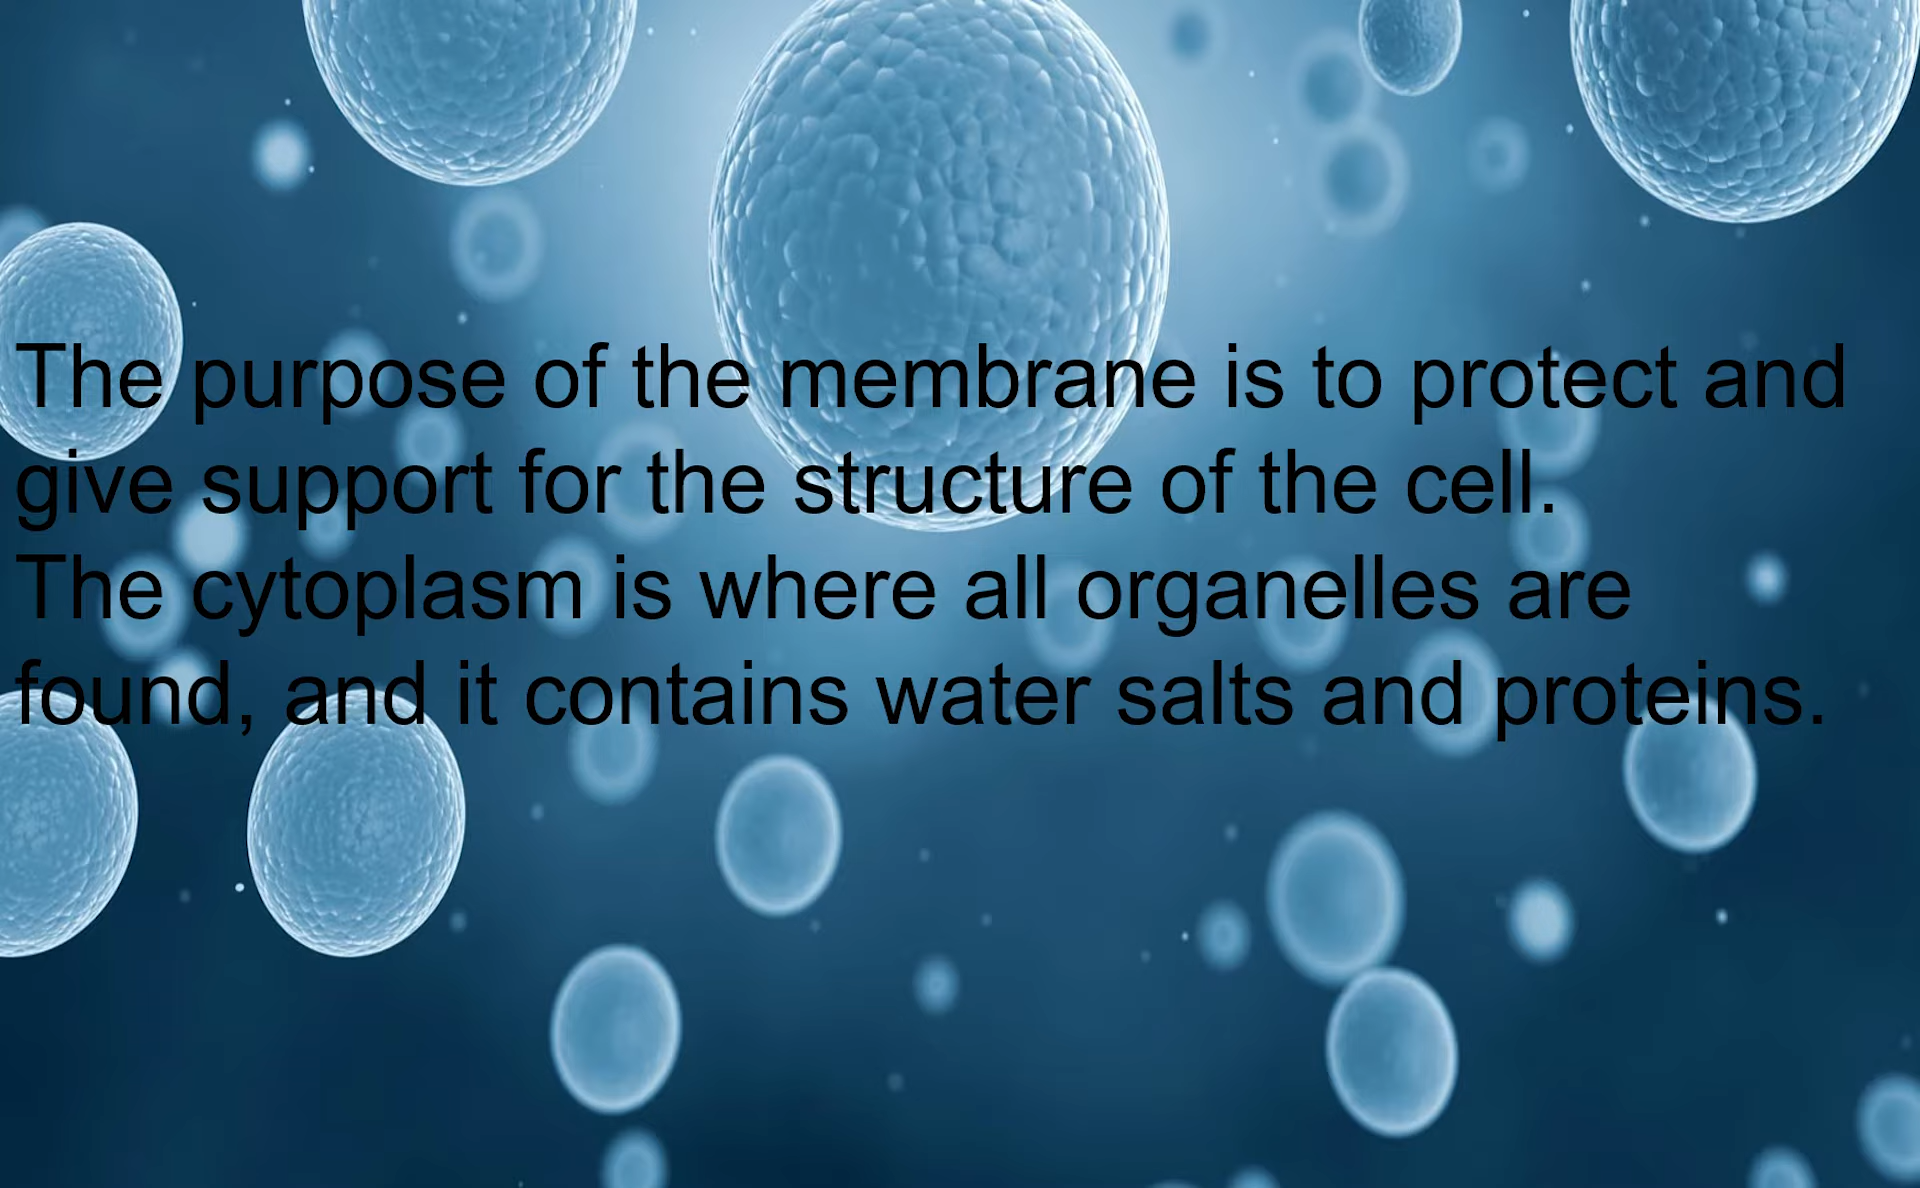 The purpose of the membrane is to protect and
give support for the structure of the cell.
The cytoplasm is where all organelles are
found, and it contains water salts and proteins.